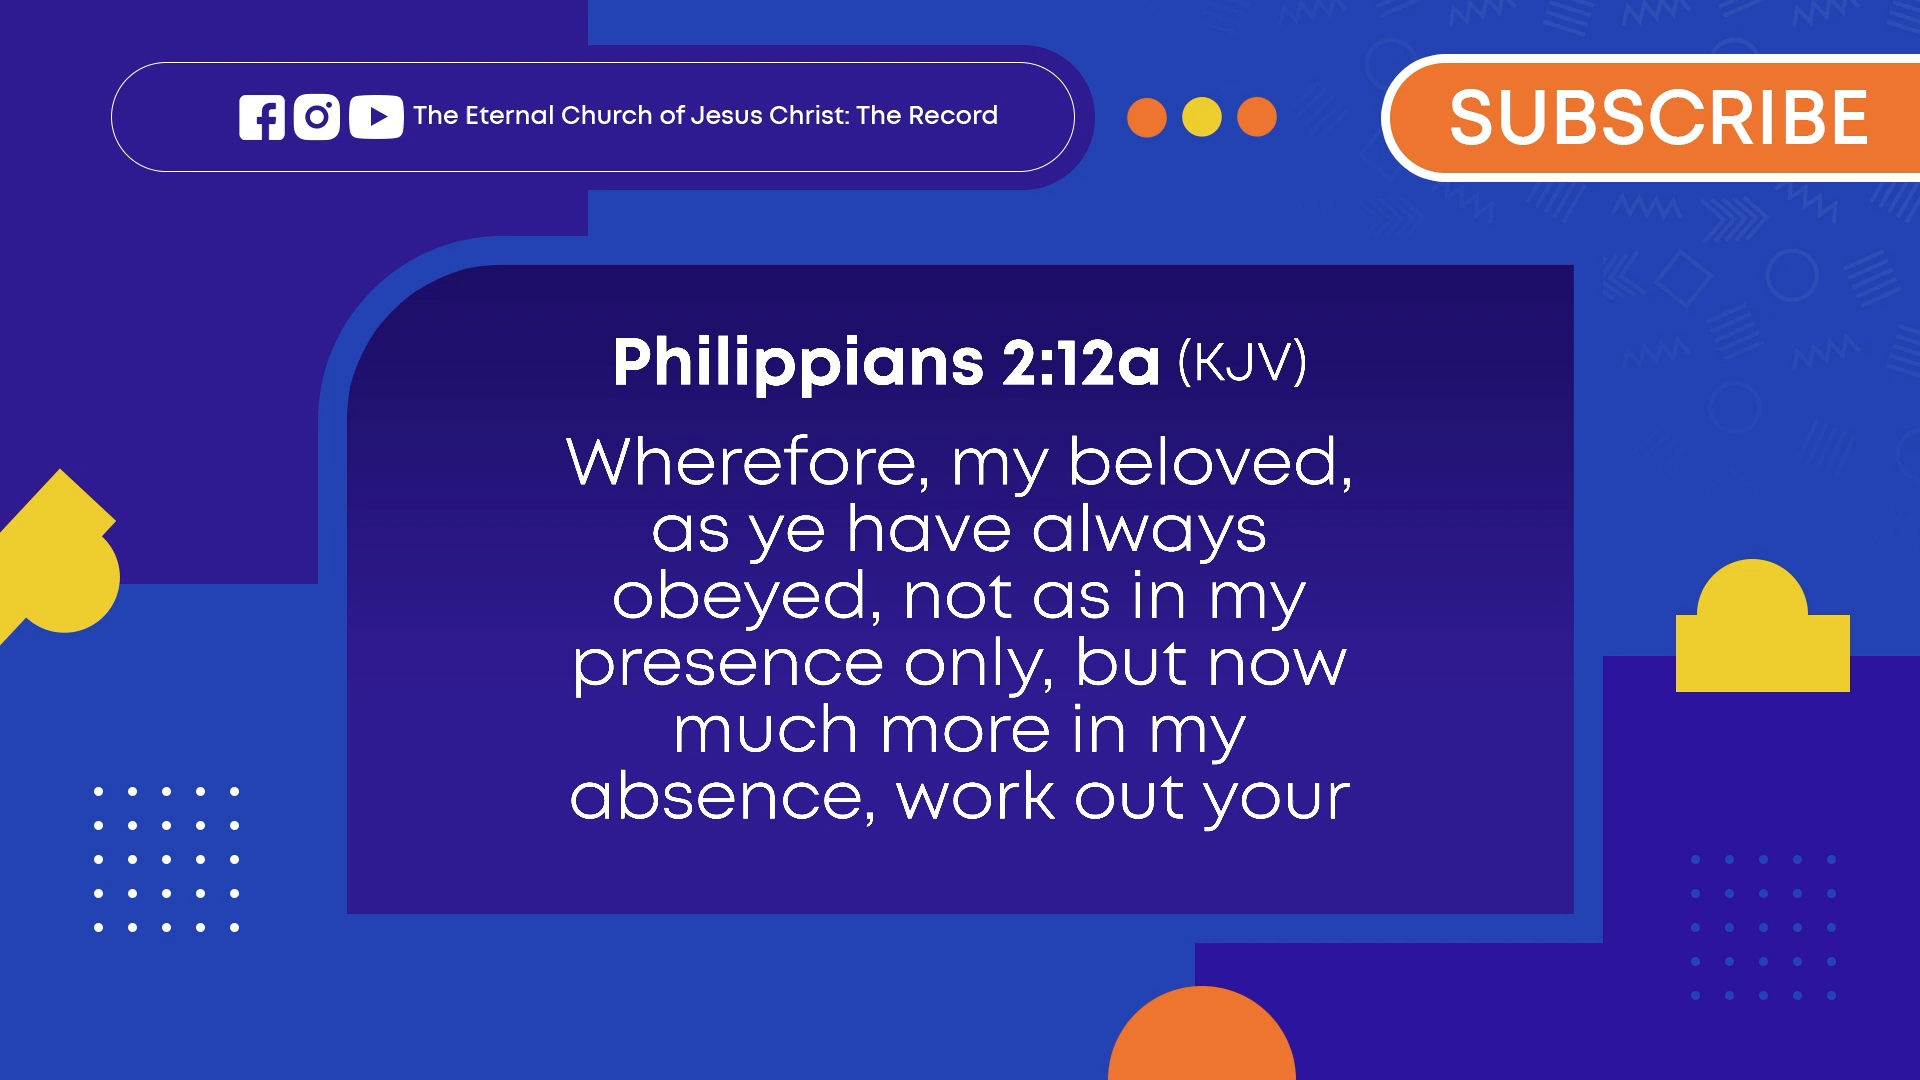 The Eternal Church of Jesus Christ: The Record
SUBSCRIBE
Philippians 2:12a (KJV)
Wherefore, my beloved,
as ye have always
obeyed, not as in my
presence only, but now
much more in my
absence, work out your